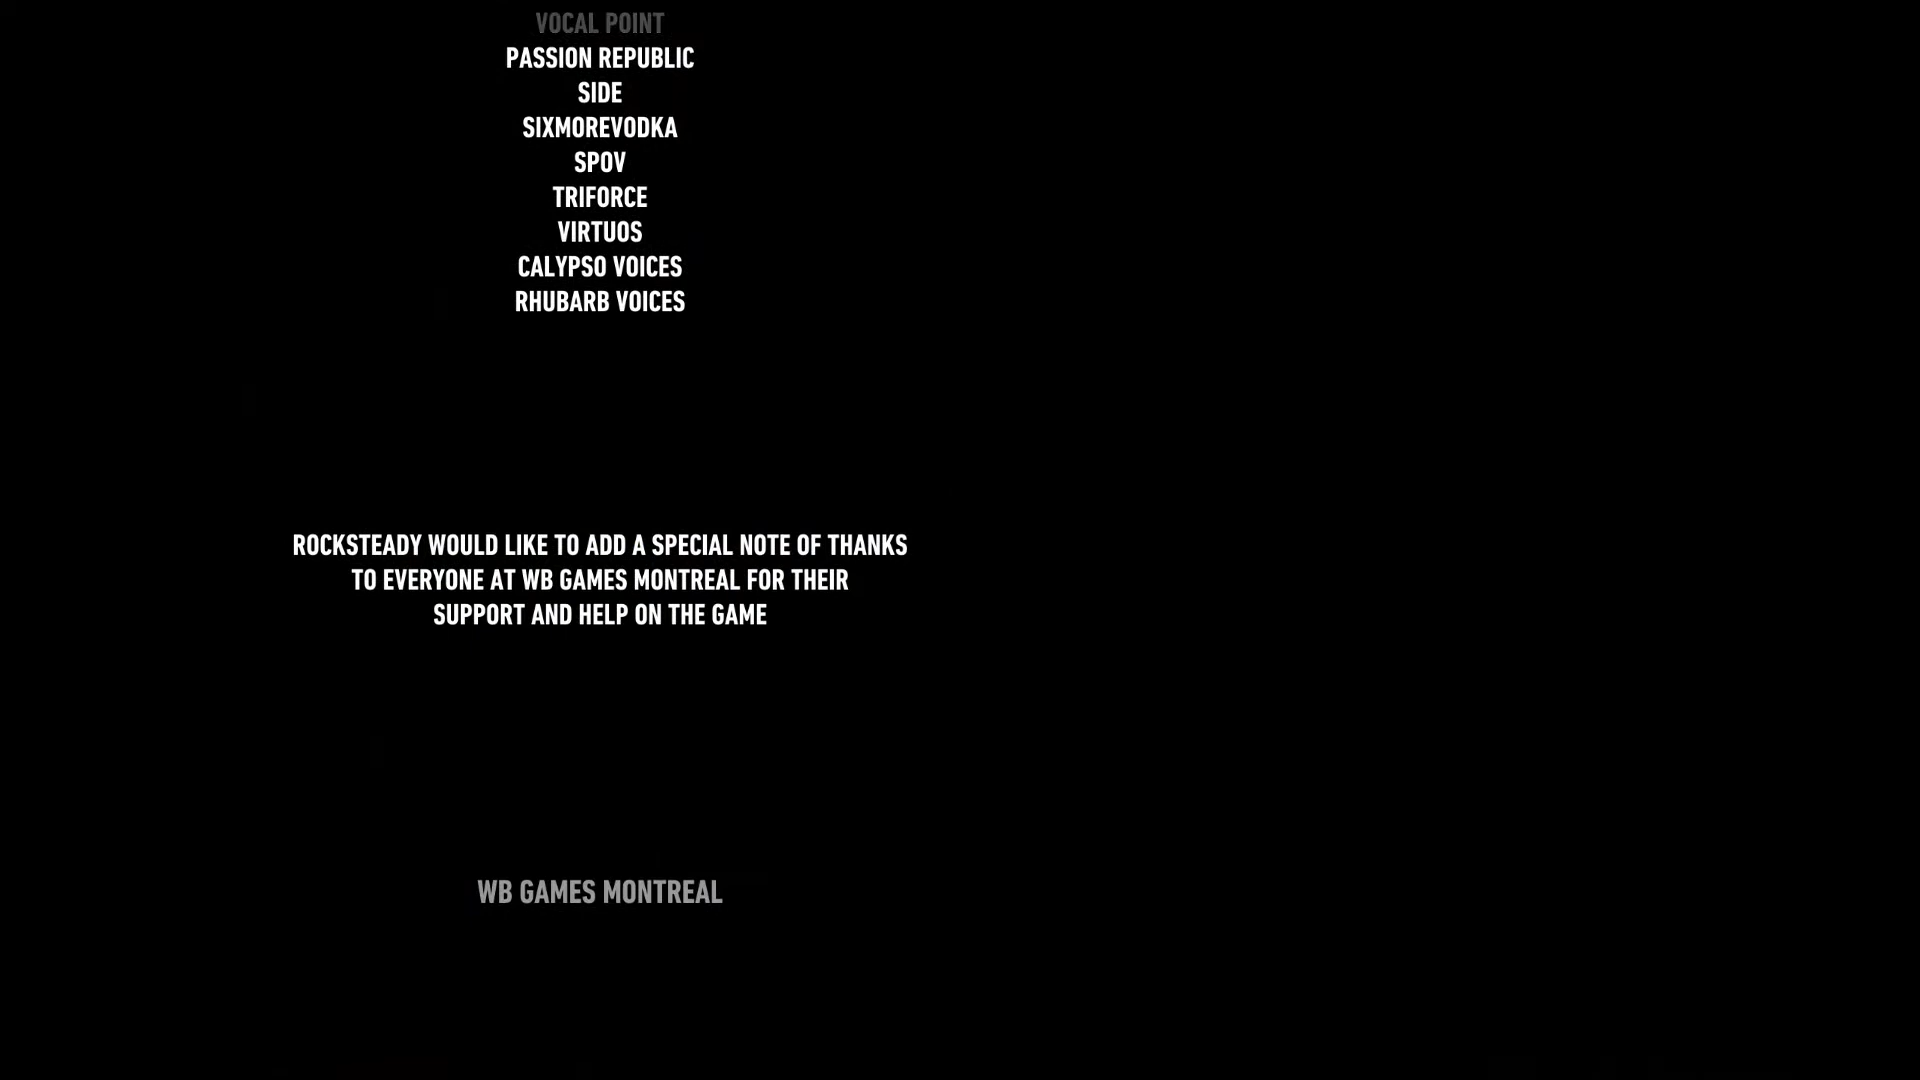 VOCAL POINT
PASSION REPUBLIC
SIDE
SIXMOREVODKA
SPOV
TRIFORCE
VIRTUOS
CALYPSO VOICES
RHUBARB VOICES
ROCKSTEADY WOULD LIKE TO ADD A SPECIAL NOTE OF THANKS
TO EVERYONE AT WB GAMES MONTREAL FOR THEIR
SUPPORT AND HELP ON THE GAME
WB GAMES MONTREAL